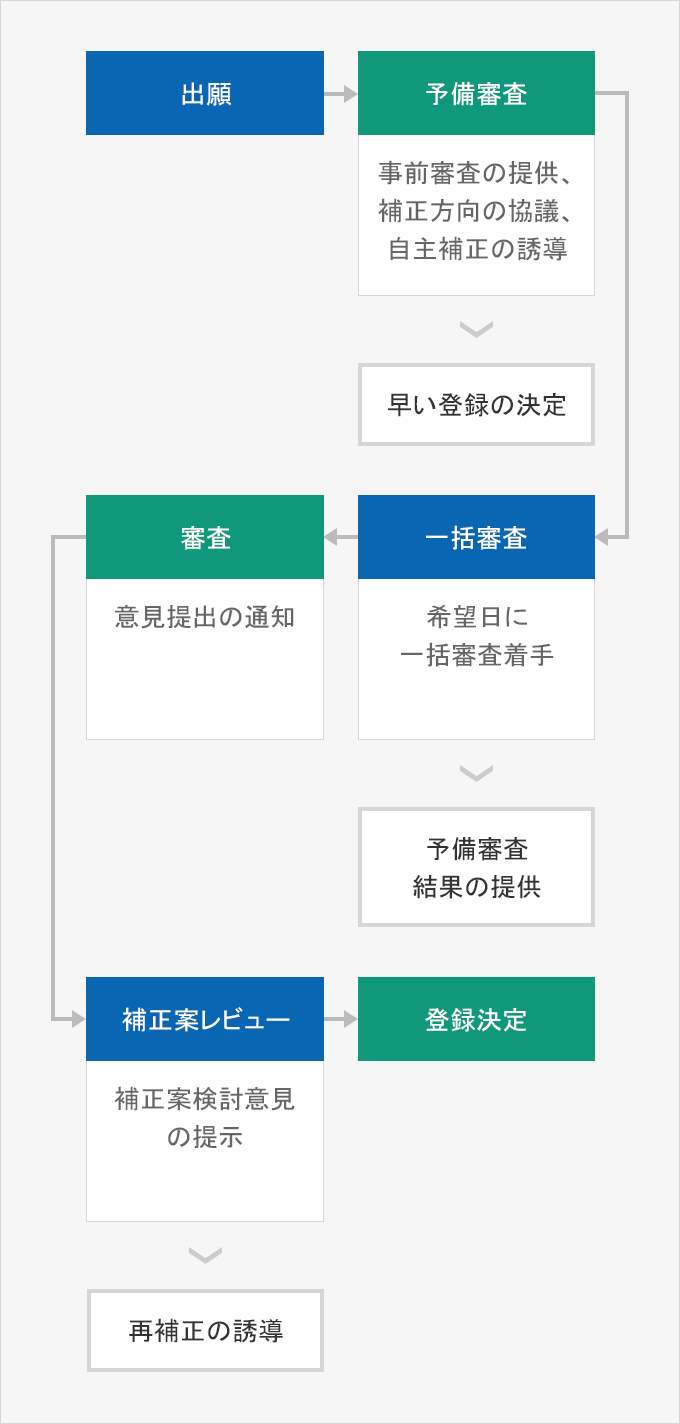 出願
予備審査
事前審査の提供、
補正方向の協議、
自主補正の誘導
早い登録の決定
一括審査
希望日に
一括審査着手
予備審査
結果の提供
審査
意見提出の通知
補正案レビュー
補正案検討意見
の提示
再補正の誘導
登録決定